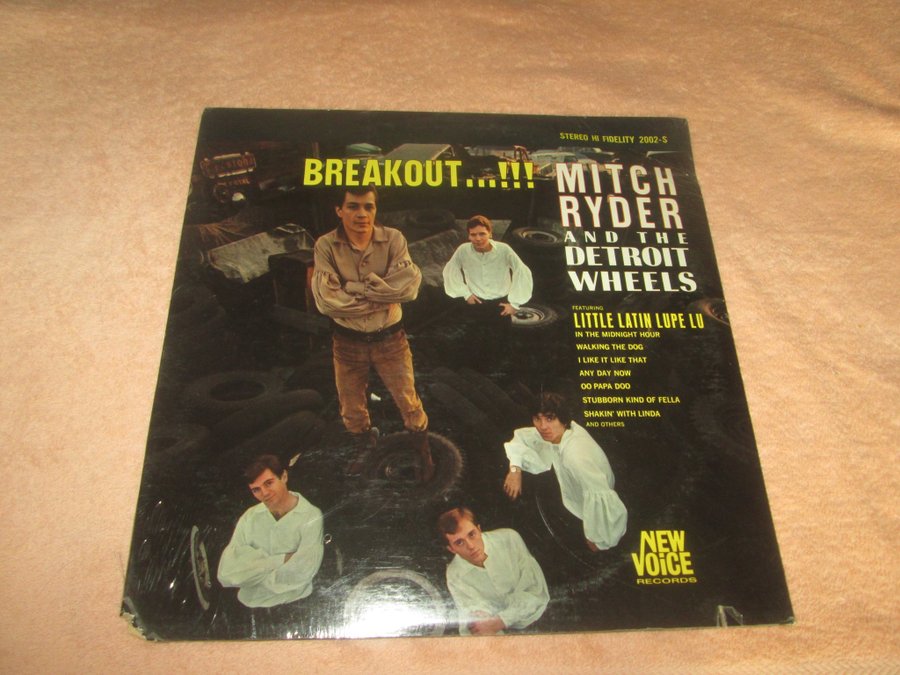 STEREO HI FIDELITY 2002-S
BREAKOUT...!!!
MITCH
RYDER
AND THE
DETROIT
WHEELS
FEATURING
LITTLE LATIN LUPE LU
IN THE MIDNIGHT HOUR
WALKING THE DOG
I LIKE IT LIKE THAT
ANY DAY NOW
OO PAPA DOO
STUBBORN KIND OF FELLA
SHAKIN' WITH LINDA
AND OTHERS
NEW
VOICE
RECORDS